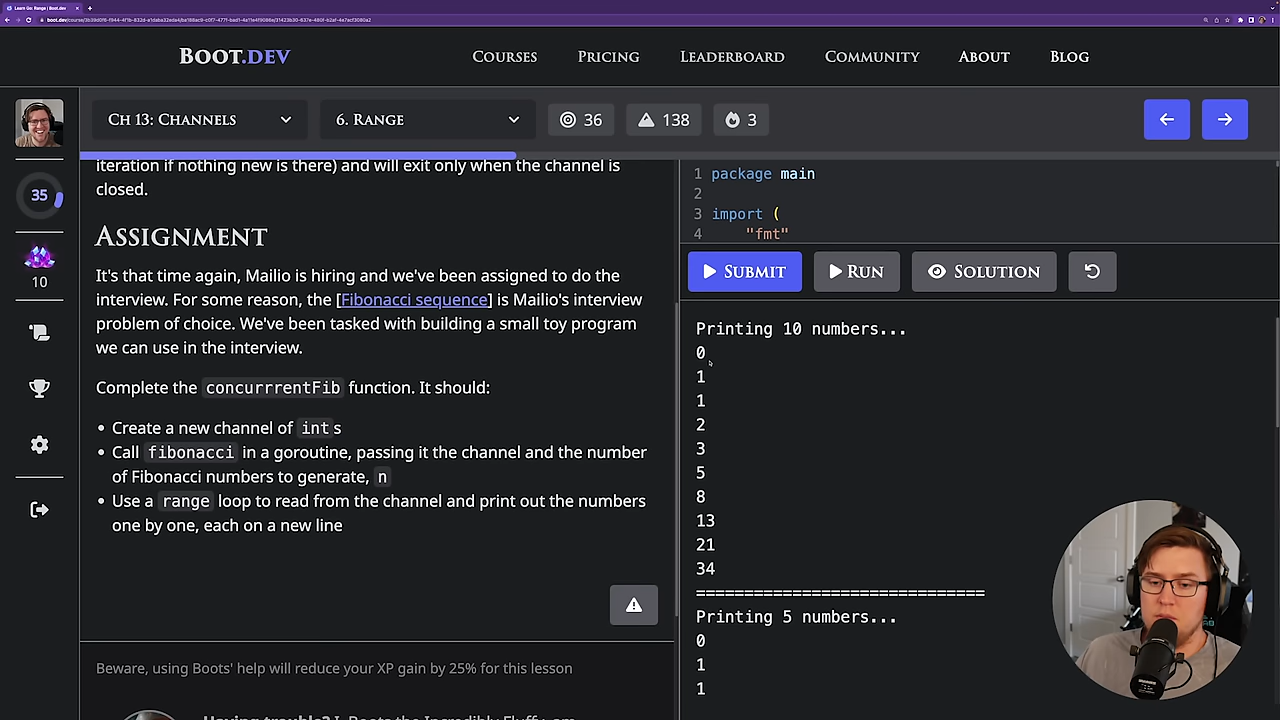 Learn Go: Range | Boot.dev
BOOT.DEV
COURSES
PRICING
LEADERBOARD
COMMUNITY
ABOUT
BLOG
CH 13: CHANNELS
6. RANGE
36
138
3
35
10
iteration if nothing new is there) and will exit only when the channel is
closed.
ASSIGNMENT
It's that time again, Mailio is hiring and we've been assigned to do the
interview. For some reason, the [Fibonacci sequence] is Mailio's interview
problem of choice. We've been tasked with building a small toy program
we can use in the interview.
Complete the concurrrentFib function. It should:
• Create a new channel of ints
• Call fibonacci in a goroutine, passing it the channel and the number
of Fibonacci numbers to generate, n
• Use a range loop to read from the channel and print out the numbers
one by one, each on a new line
Beware, using Boots' help will reduce your XP gain by 25% for this lesson
1 package main
2
3 import (
4 "fmt"
SUBMIT
RUN
SOLUTION
Printing 10 numbers...
0
1
1
2
3
5
8
13
21
34
==============================
Printing 5 numbers...
0
1
1